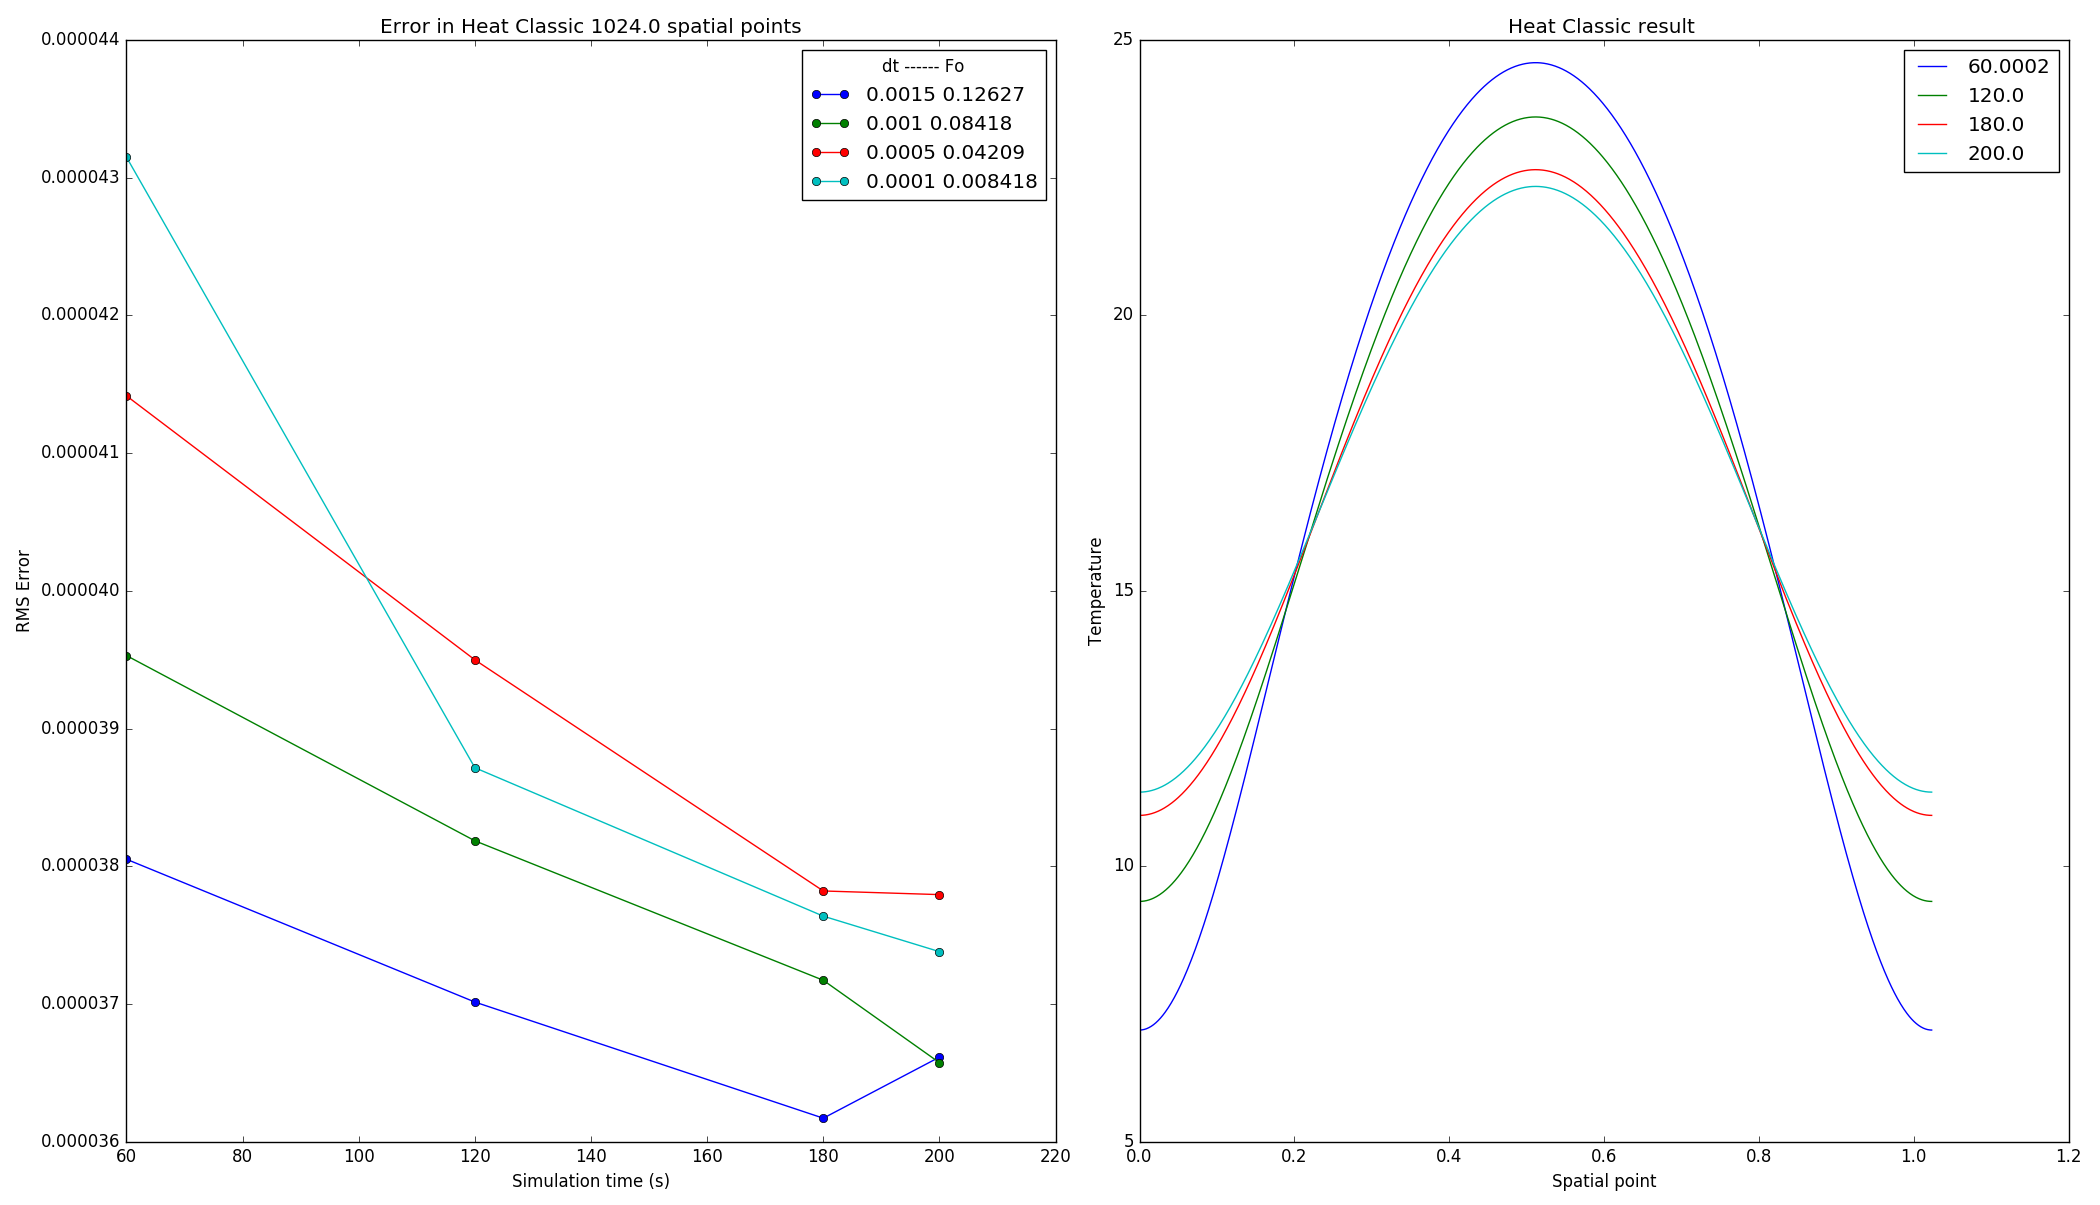 Error in Heat Classic 1024.0 spatial points
0.000044
0.000043
0.000042
0.000041
0.000040
0.000039
0.000038
0.000037
0.000036
RMS Error
dt ------ Fo
0.0015 0.12627
0.001 0.08418
0.0005 0.04209
0.0001 0.008418
60 80 100 120 140 160 180 200 220
Simulation time (s)
Heat Classic result
25
20
15
10
5
Temperature
60.0002
120.0
180.0
200.0
0.0 0.2 0.4 0.6 0.8 1.0 1.2
Spatial point